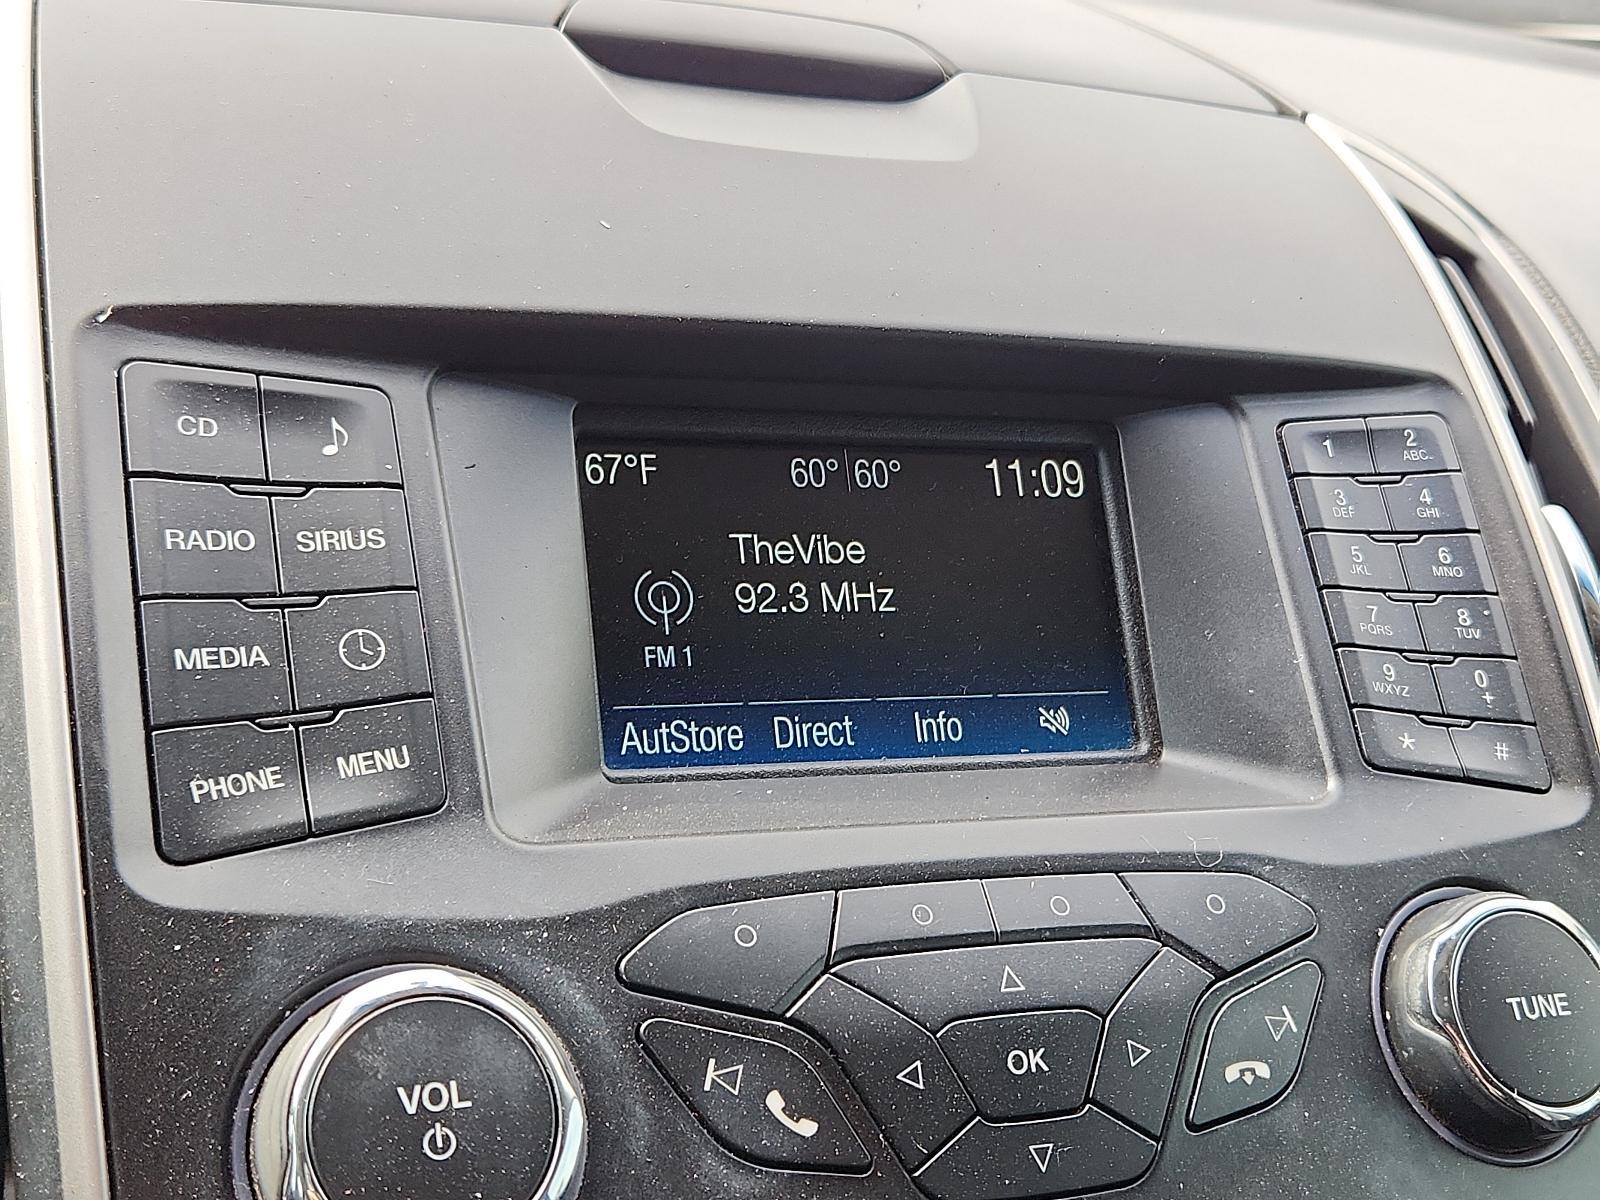 CD
RADIO SIRIUS
MEDIA
PHONE MENU
67°F 60° 60° 11:09
TheVibe
92.3 MHz
FM 1
AutStore Direct Info
1 2 ABC
3 DEF 4 GHI
5 JKL 6 MNO
7 PQRS 8 TUV
9 WXYZ 0 +
* #
VOL
OK
TUNE